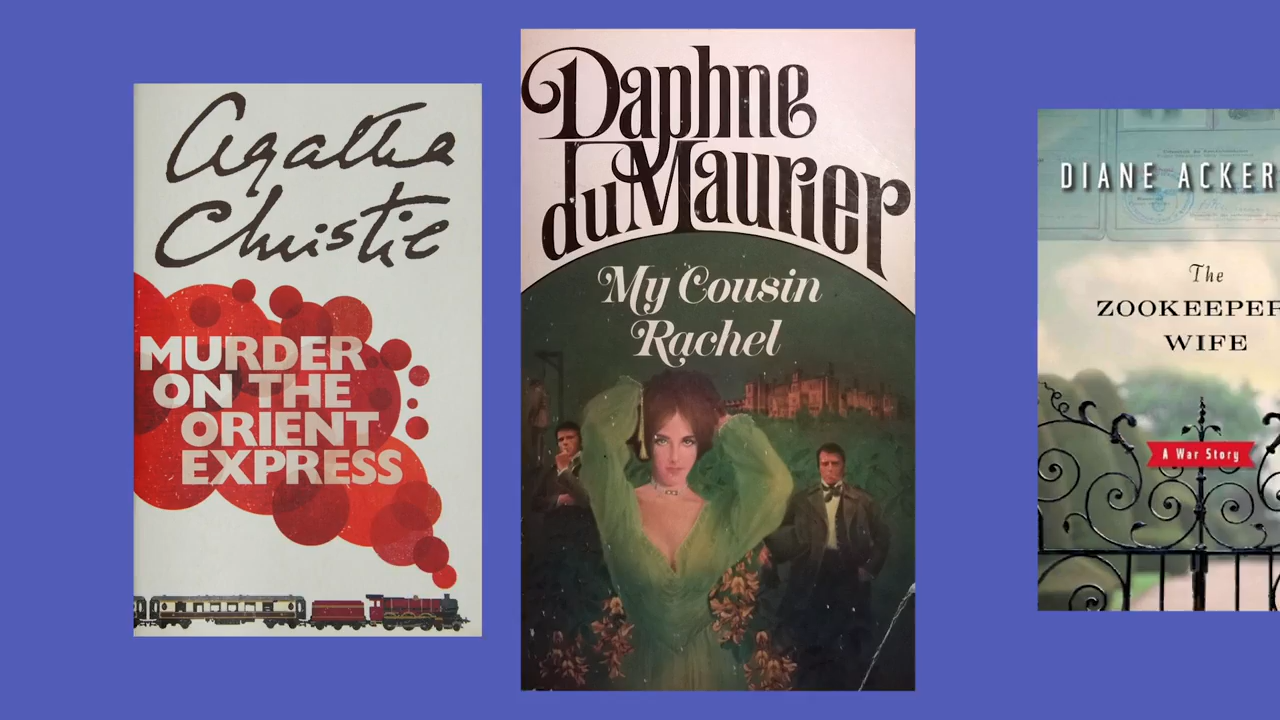 Agatha
Christie
MURDER
ON THE
ORIENT
EXPRESS
Daphne
du Maurier
My Cousin
Rachel
DIANE ACKER
The
ZOOKEEPER
WIFE
A War Story